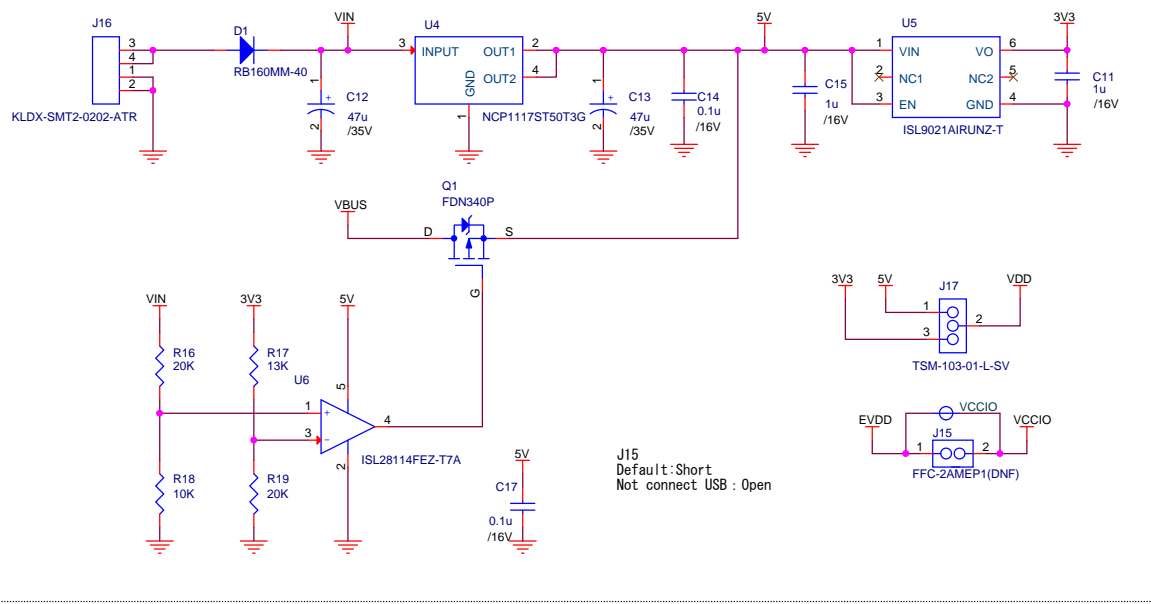 J16
3
4
1
2
KLDX-SMT2-0202-ATR
D1
RB160MM-40
VIN
1
+
C12
47u
/35V
2
U4
3
INPUT
OUT1
2
OUT2
4
GND
1
NCP1117ST50T3G
1
+
C13
47u
/35V
2
C14
0.1u
/16V
5V
C15
1u
/16V
U5
1
VIN
VO
6
2
NC1
NC2
5
3
EN
GND
4
ISL9021AIRUNZ-T
3V3
C11
1u
/16V
Q1
FDN340P
VBUS
D
S
G
VIN
3V3
5V
R16
20K
R17
13K
U6
5
1
+
3
-
4
2
ISL28114FEZ-T7A
R18
10K
R19
20K
5V
C17
0.1u
/16V
J15
Default:Short
Not connect USB : Open
3V3
5V
J17
VDD
1
2
3
TSM-103-01-L-SV
VCCIO
EVDD
J15
VCCIO
1
2
FFC-2AMEP1(DNF)